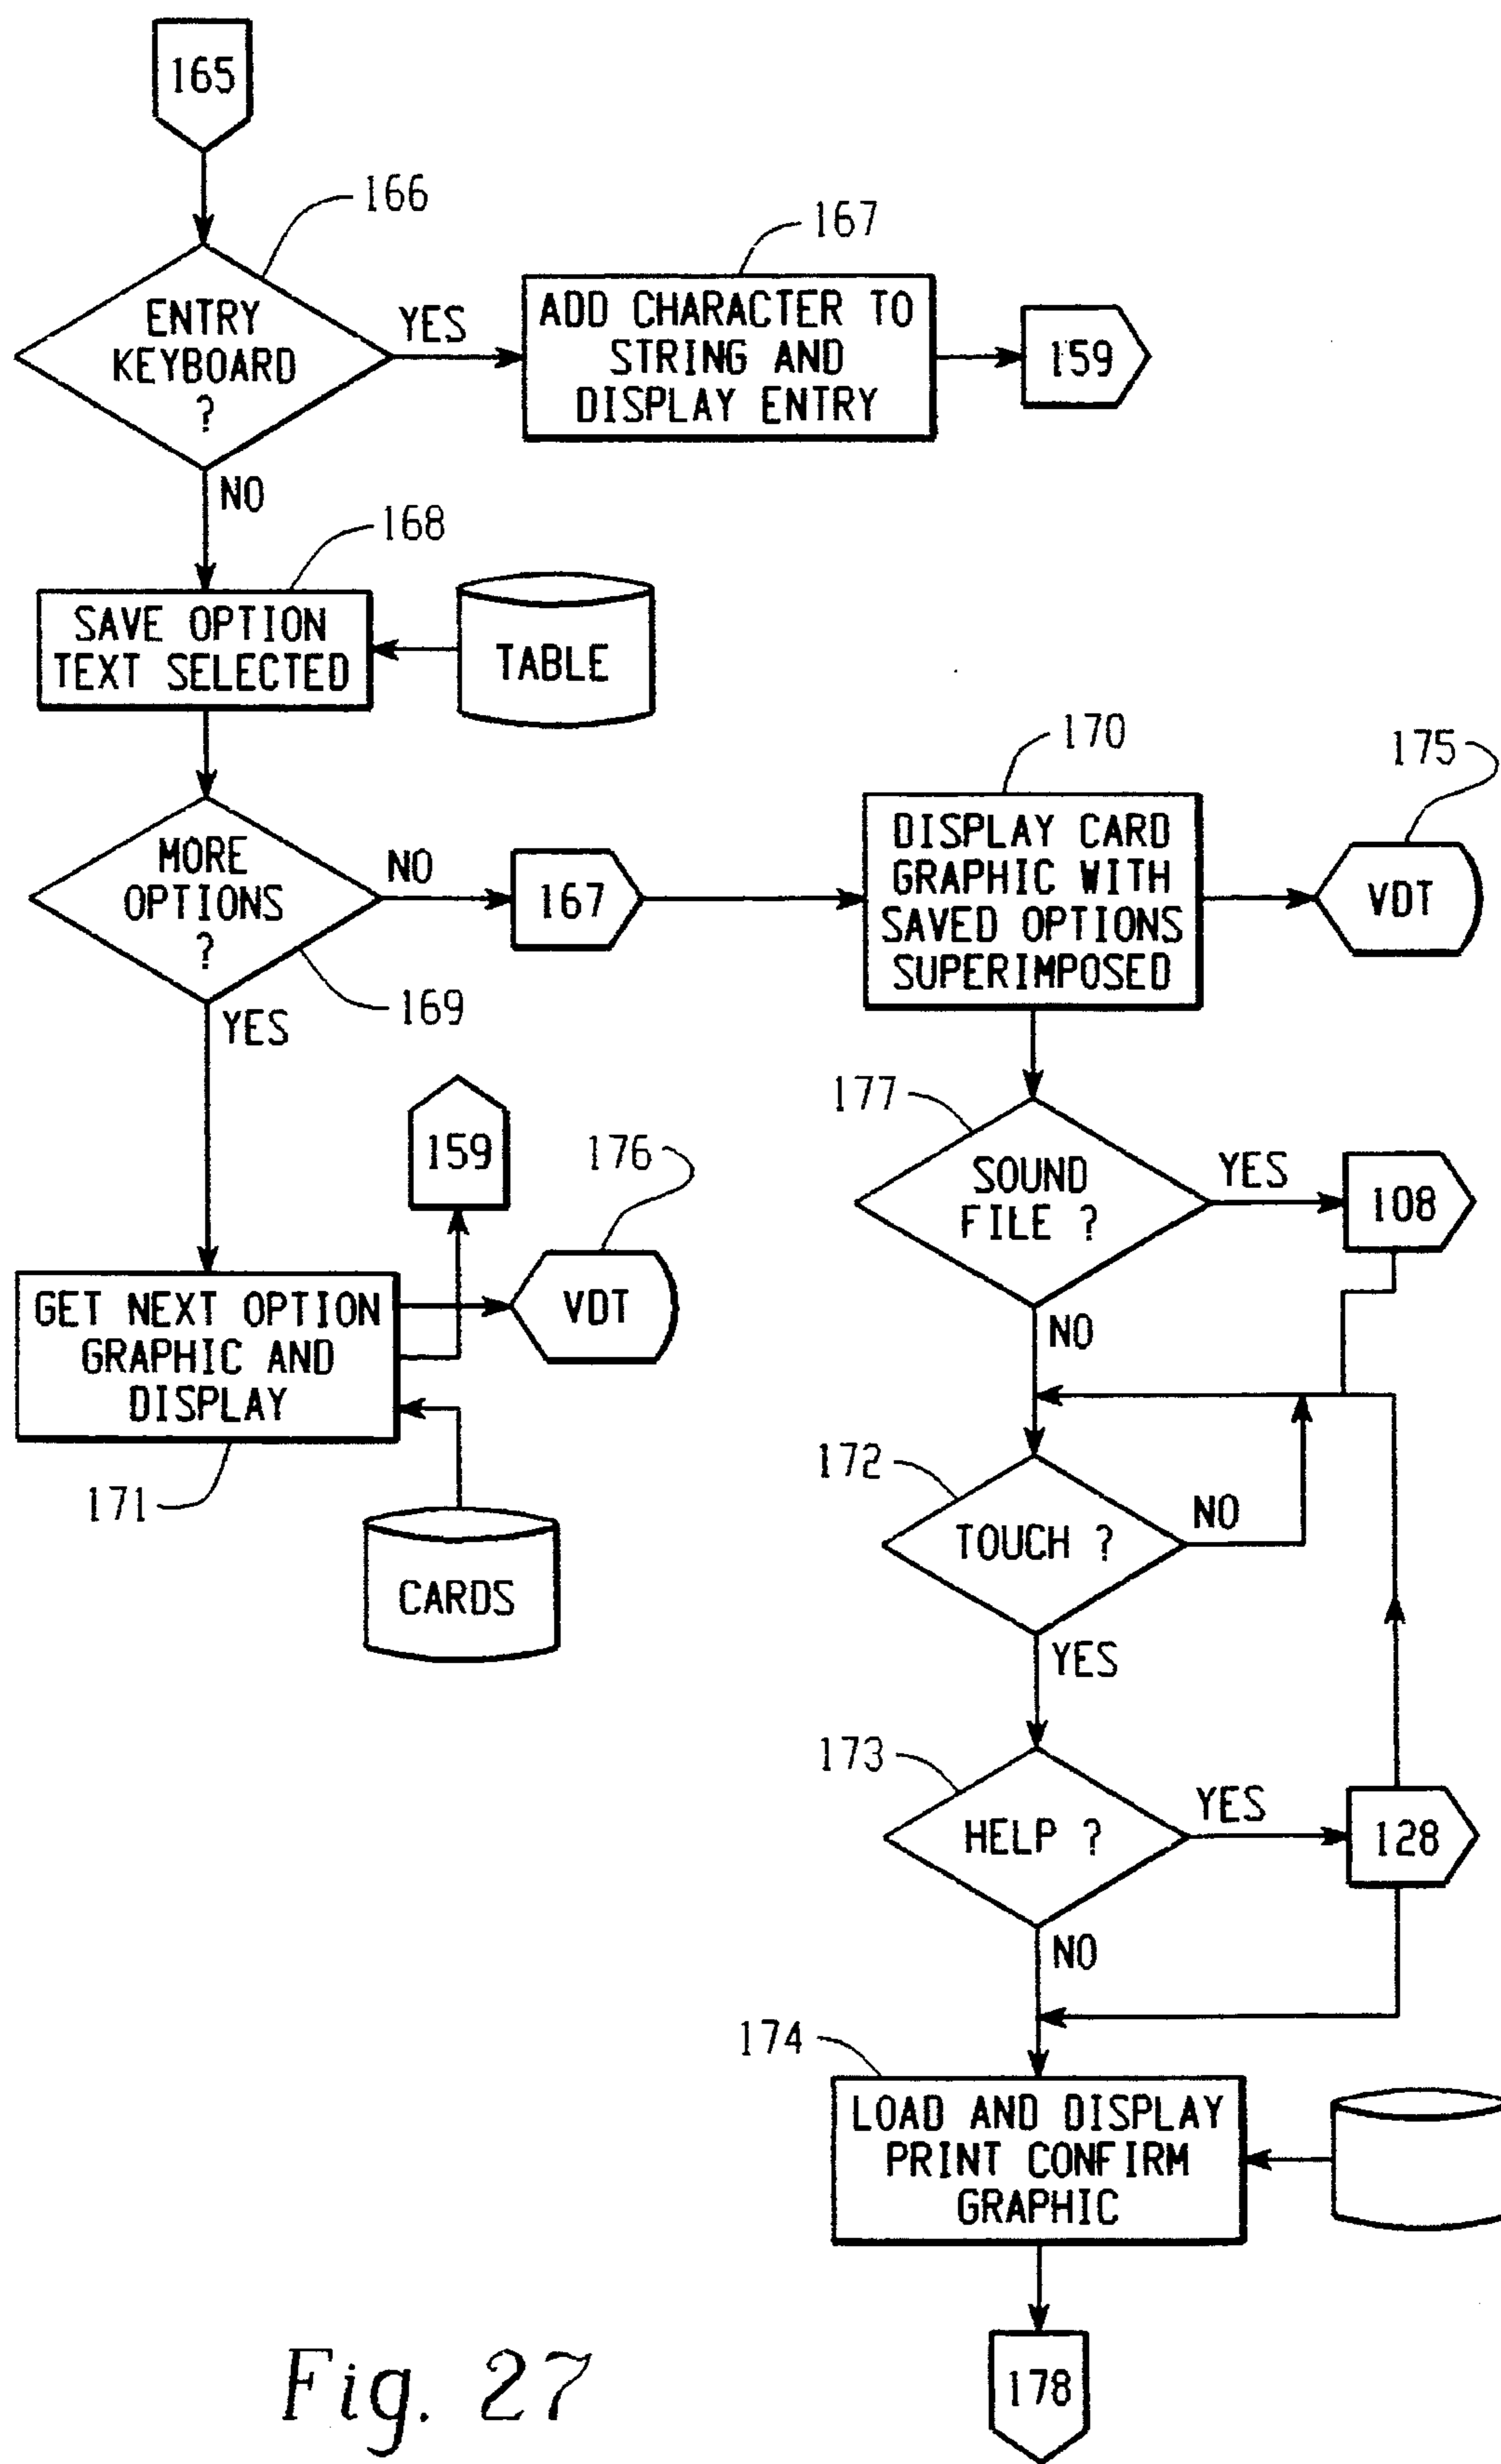 165
166
ENTRY
KEYBOARD
?
YES
167
ADD CHARACTER TO
STRING AND
DISPLAY ENTRY
159
NO
168
SAVE OPTION
TEXT SELECTED
TABLE
MORE
OPTIONS
?
NO
167
169
YES
170
DISPLAY CARD
GRAPHIC WITH
SAVED OPTIONS
SUPERIMPOSED
175
VDT
159
176
VDT
GET NEXT OPTION
GRAPHIC AND
DISPLAY
171
CARDS
177
SOUND
FILE ?
YES
108
NO
172
TOUCH ?
NO
YES
173
HELP ?
YES
128
NO
174
LOAD AND DISPLAY
PRINT CONFIRM
GRAPHIC
178
Fig. 27